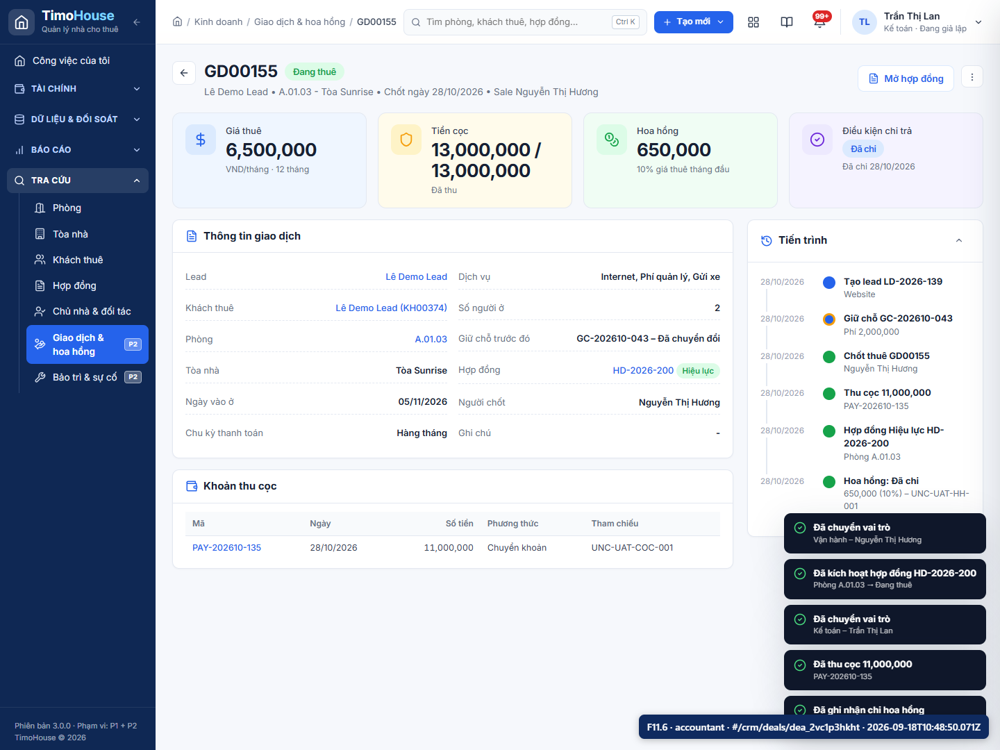 TimoHouse
Quản lý nhà cho thuê
Công việc của tôi
TÀI CHÍNH
DỮ LIỆU & ĐỐI SOÁT
BÁO CÁO
TRA CỨU
Phòng
Tòa nhà
Khách thuê
Hợp đồng
Chủ nhà & đối tác
Giao dịch & hoa hồng P2
Bảo trì & sự cố P2
Phiên bản 3.0.0 · Phạm vi: P1 + P2
TimoHouse © 2026
/ Kinh doanh / Giao dịch & hoa hồng / GD00155
Tìm phòng, khách thuê, hợp đồng... Ctrl K
Tạo mới
99+
TL
Trần Thị Lan
Kế toán · Đang giả lập
GD00155 Đang thuê
Lê Demo Lead • A.01.03 - Tòa Sunrise • Chốt ngày 28/10/2026 • Sale Nguyễn Thị Hương
Mở hợp đồng
Giá thuê
6,500,000
VND/tháng · 12 tháng
Tiền cọc
13,000,000 /
13,000,000
Đã thu
Hoa hồng
650,000
10% giá thuê tháng đầu
Điều kiện chi trả
Đã chi
Đã chi 28/10/2026
Thông tin giao dịch
Lead Lê Demo Lead
Khách thuê Lê Demo Lead (KH00374)
Phòng A.01.03
Tòa nhà Tòa Sunrise
Ngày vào ở 05/11/2026
Chu kỳ thanh toán Hàng tháng
Dịch vụ Internet, Phí quản lý, Gửi xe
Số người ở 2
Giữ chỗ trước đó GC-202610-043 – Đã chuyển đổi
Hợp đồng HD-2026-200 Hiệu lực
Người chốt Nguyễn Thị Hương
Ghi chú -
Khoản thu cọc
Mã Ngày Số tiền Phương thức Tham chiếu
PAY-202610-135 28/10/2026 11,000,000 Chuyển khoản UNC-UAT-COC-001
Tiến trình
28/10/2026 Tạo lead LD-2026-139
Website
28/10/2026 Giữ chỗ GC-202610-043
Phí 2,000,000
28/10/2026 Chốt thuê GD00155
Nguyễn Thị Hương
28/10/2026 Thu cọc 11,000,000
PAY-202610-135
28/10/2026 Hợp đồng Hiệu lực HD-
2026-200
Phòng A.01.03
28/10/2026 Hoa hồng: Đã chi
650,000 (10%) – UNC-UAT-HH-
001
Đã chuyển vai trò
Vận hành – Nguyễn Thị Hương
Đã kích hoạt hợp đồng HD-2026-200
Phòng A.01.03 → Đang thuê
Đã chuyển vai trò
Kế toán – Trần Thị Lan
Đã thu cọc 11,000,000
PAY-202610-135
Đã ghi nhận chi hoa hồng
F11.6 · accountant · #/crm/deals/dea_2vc1p3hkht · 2026-09-18T10:48:50.071Z